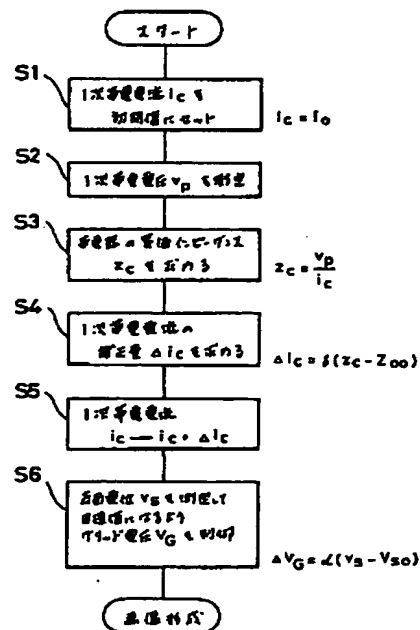 スタート
S1
1次帯電電流 ic を
初期値にセット
ic = i0
S2
1次帯電電圧 vp を測定
S3
帯電器の等価インピーダンス
zc を求める
zc = vp/ic
S4
1次帯電電流の
補正量 Δic を求める
Δic = δ(zc - Z00)
S5
1次帯電電流
ic — ic + Δic
S6
表面電位 vs を測定して
目標値になるよう
グリッド電圧 VG を制御
ΔVG = α(vs - vs0)
画像形成